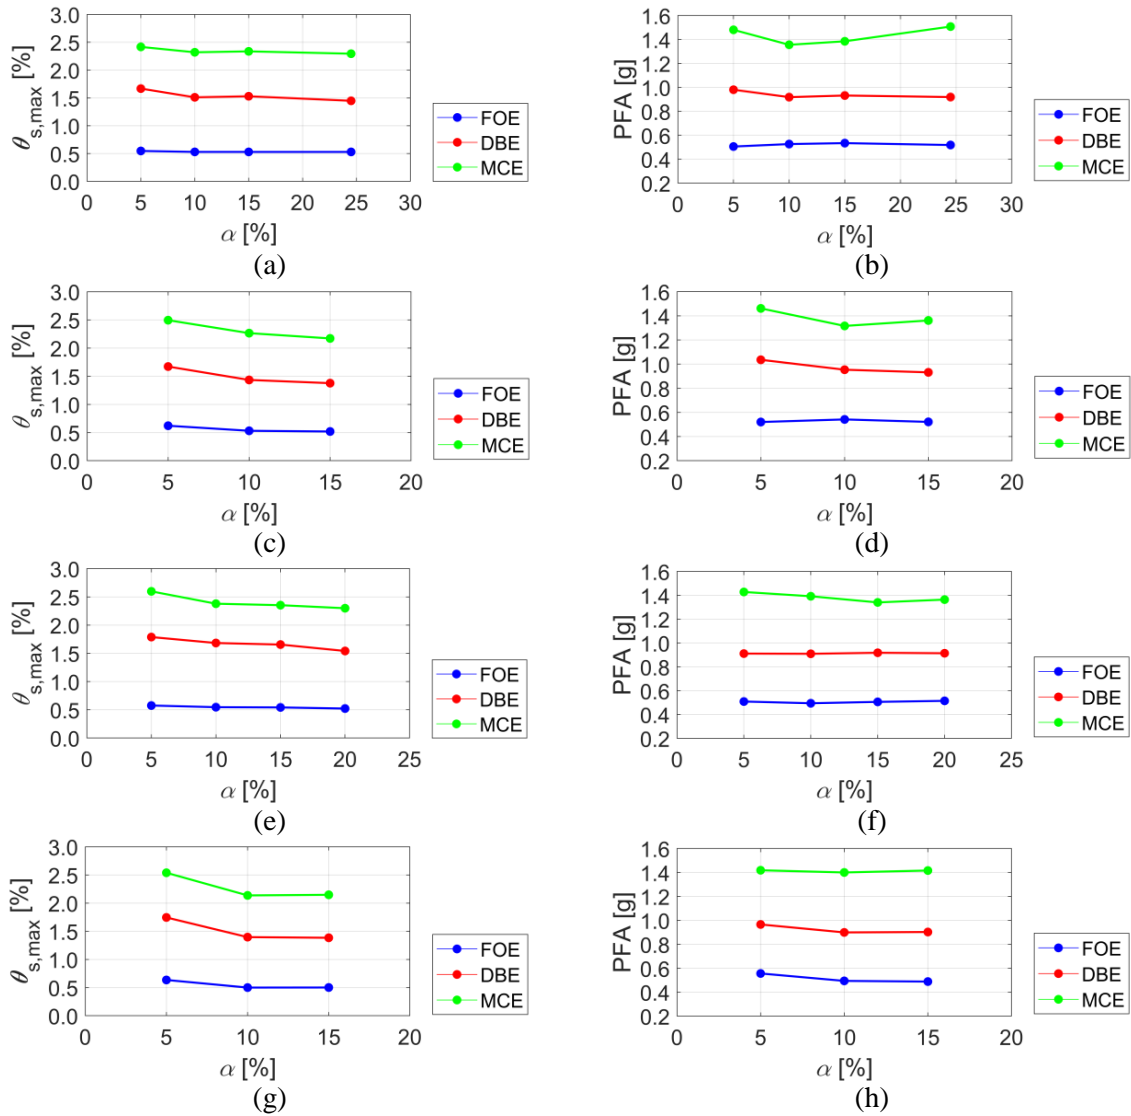 3.0
2.5
2.0
1.5
1.0
0.5
0.0
θs,max [%]
0 5 10 15 20 25 30
α [%]
FOE
DBE
MCE
(a)
1.6
1.4
1.2
1.0
0.8
0.6
0.4
0.2
PFA [g]
0 5 10 15 20 25 30
α [%]
FOE
DBE
MCE
(b)
3.0
2.5
2.0
1.5
1.0
0.5
0.0
θs,max [%]
0 5 10 15 20
α [%]
FOE
DBE
MCE
(c)
1.6
1.4
1.2
1.0
0.8
0.6
0.4
0.2
PFA [g]
0 5 10 15 20
α [%]
FOE
DBE
MCE
(d)
3.0
2.5
2.0
1.5
1.0
0.5
0.0
θs,max [%]
0 5 10 15 20 25
α [%]
FOE
DBE
MCE
(e)
1.6
1.4
1.2
1.0
0.8
0.6
0.4
0.2
PFA [g]
0 5 10 15 20 25
α [%]
FOE
DBE
MCE
(f)
3.0
2.5
2.0
1.5
1.0
0.5
0.0
θs,max [%]
0 5 10 15 20
α [%]
FOE
DBE
MCE
(g)
1.6
1.4
1.2
1.0
0.8
0.6
0.4
0.2
PFA [g]
0 5 10 15 20
α [%]
FOE
DBE
MCE
(h)